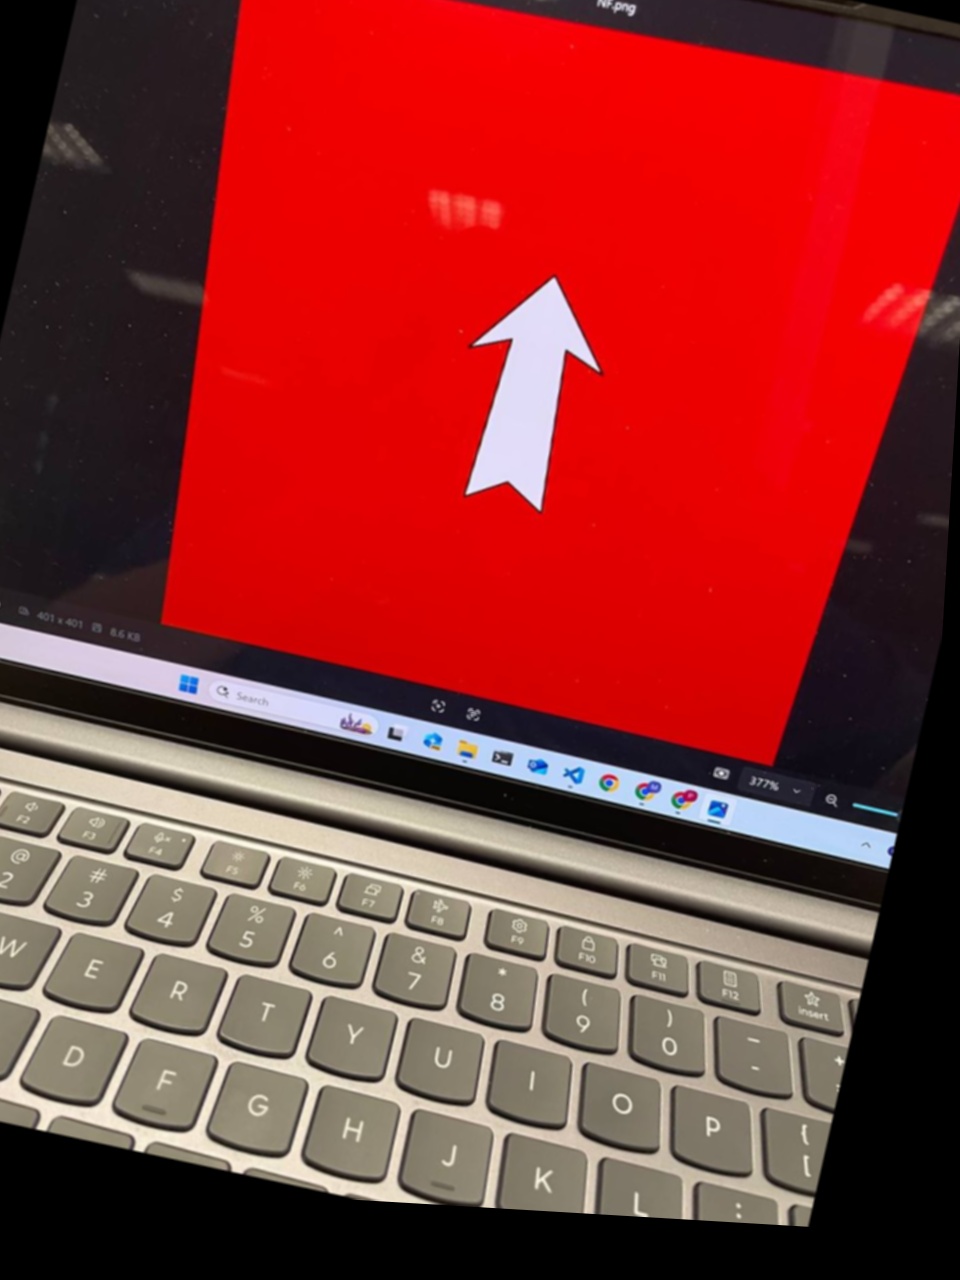 NF.png
401 x 401 8.6 KB
Search
377%
F2 F3 F4 F5 F6 F7 F8 F9 F10 F11 F12 insert
@ # $ % ^ & * ( ) _ +
2 3 4 5 6 7 8 9 0 -
W E R T Y U I O P { [
D F G H J K L :